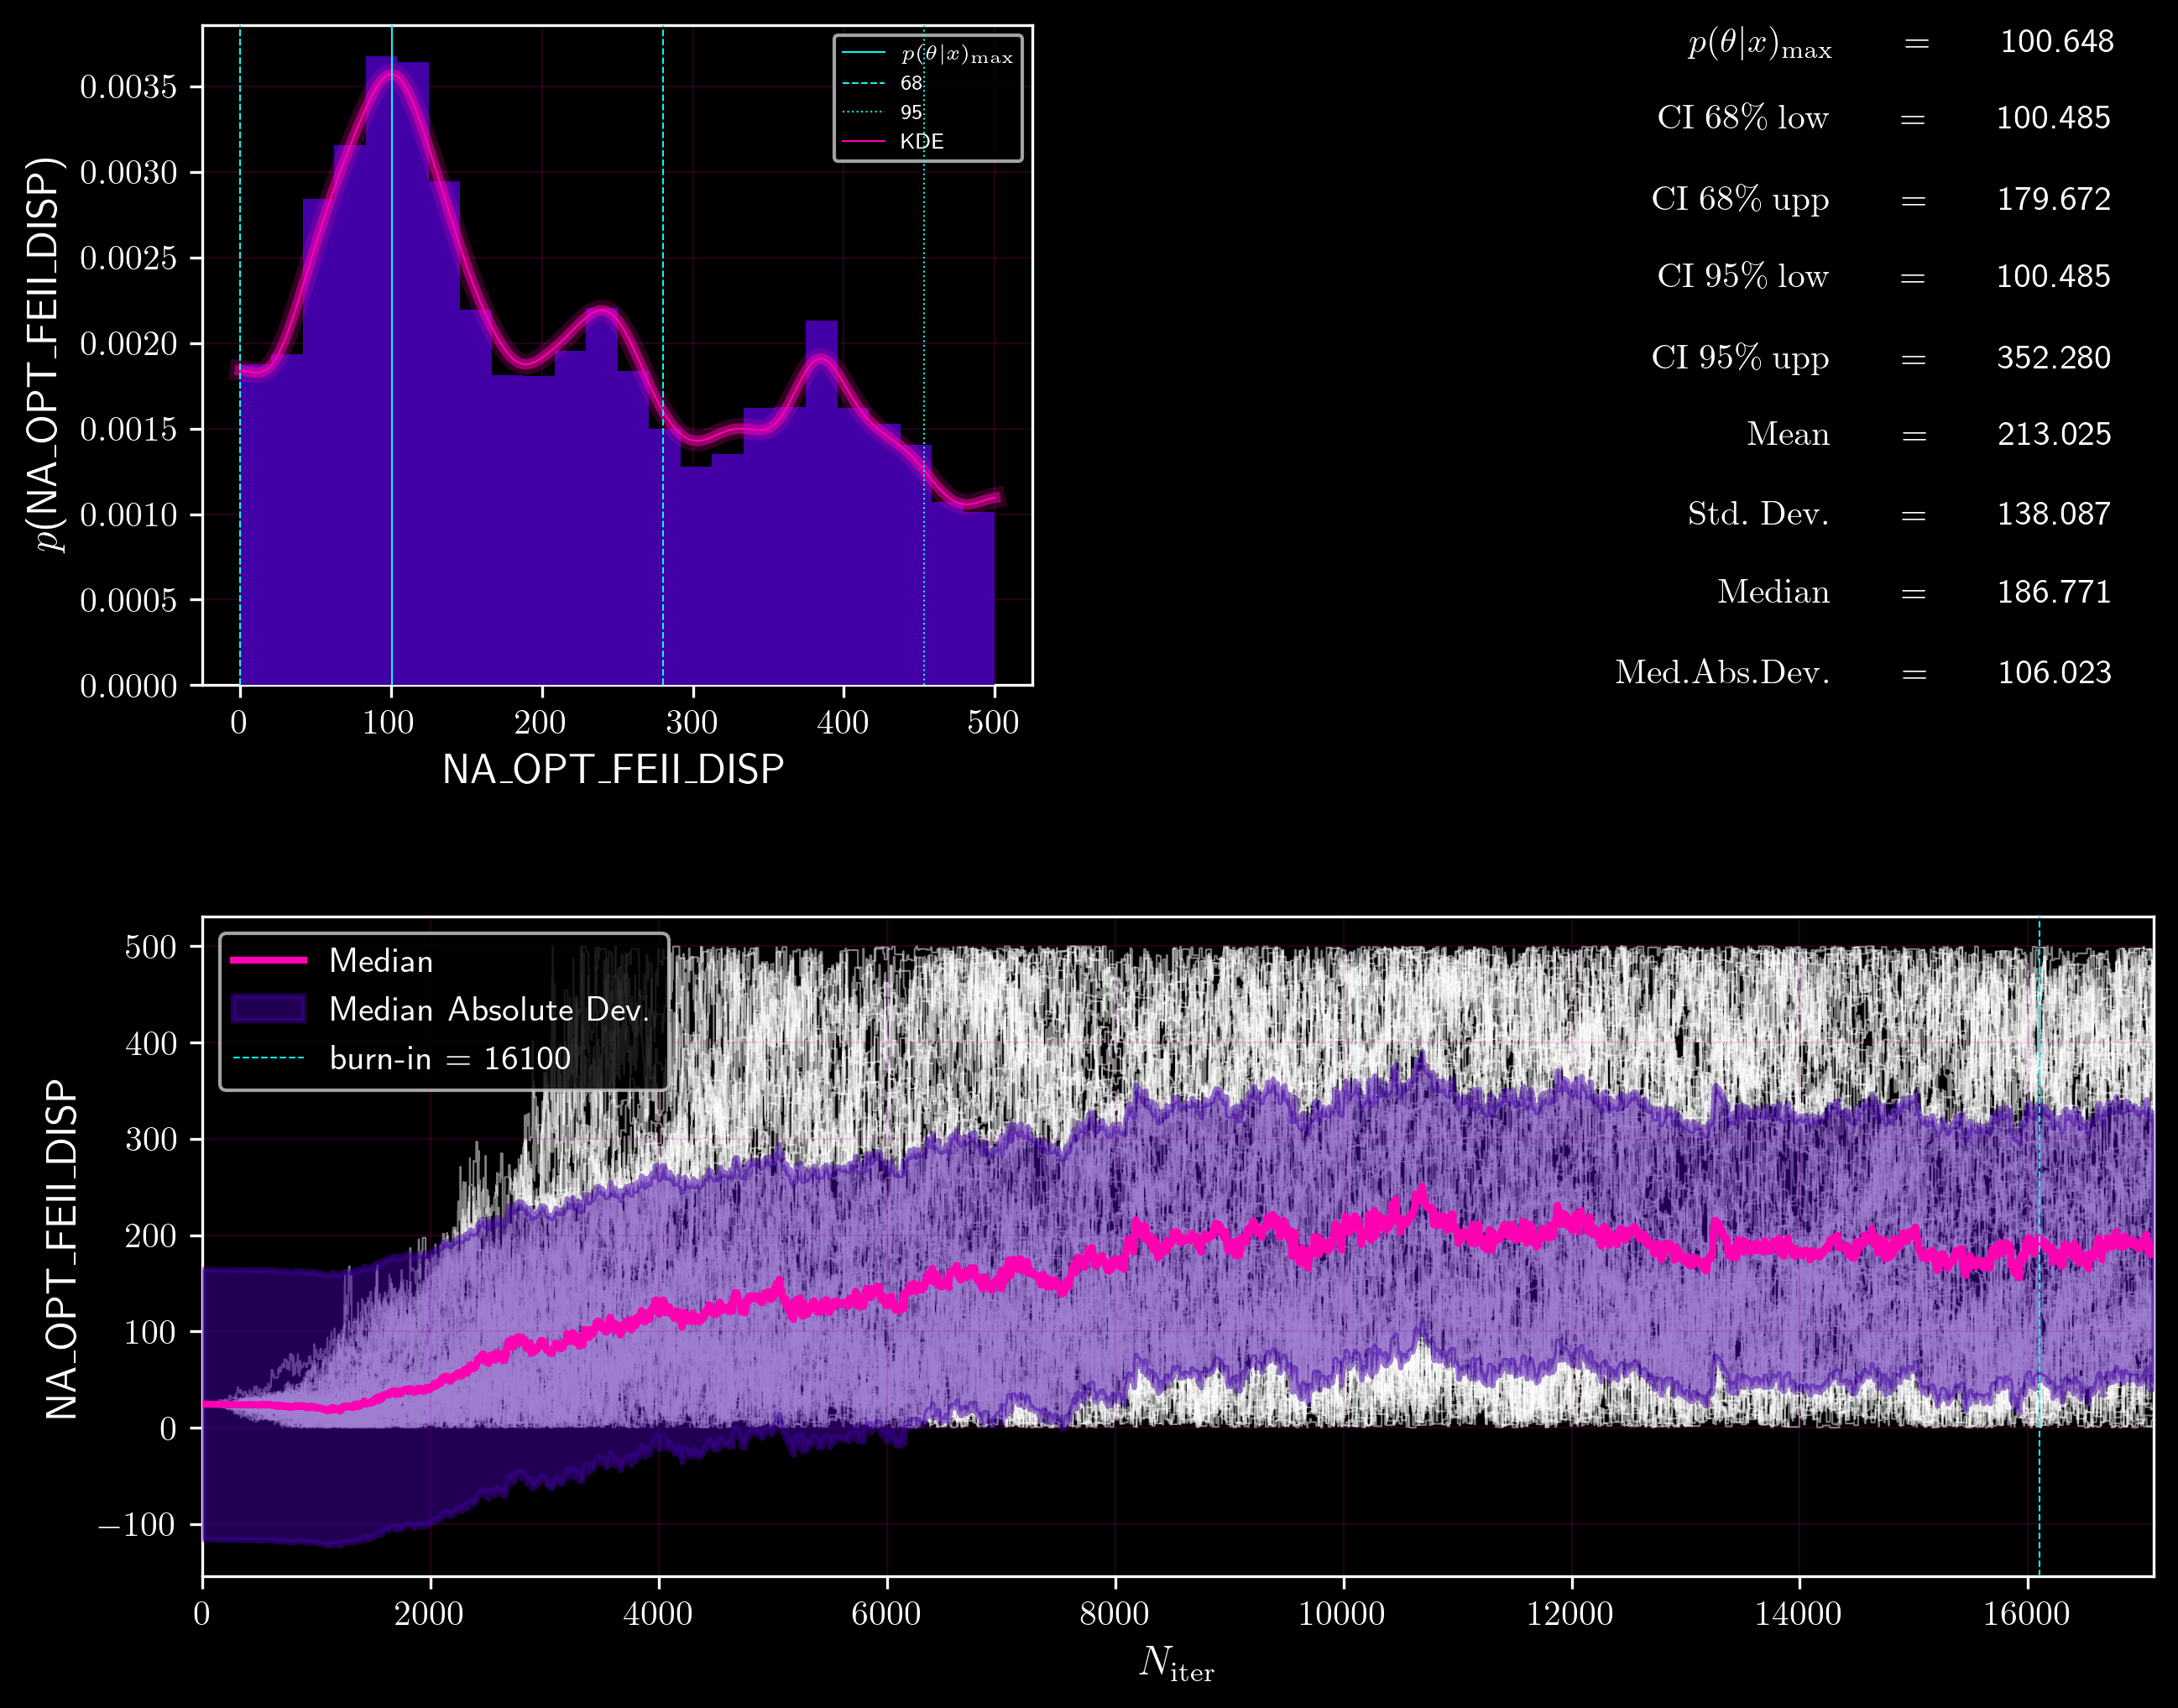 p(NA_OPT_FEII_DISP)
0.0035
0.0030
0.0025
0.0020
0.0015
0.0010
0.0005
0.0000
p(θ|x)max
68
95
KDE
0 100 200 300 400 500
NA_OPT_FEII_DISP
p(θ|x)max = 100.648
CI 68% low = 100.485
CI 68% upp = 179.672
CI 95% low = 100.485
CI 95% upp = 352.280
Mean = 213.025
Std. Dev. = 138.087
Median = 186.771
Med.Abs.Dev. = 106.023
NA_OPT_FEII_DISP
500
400
300
200
100
0
−100
Median
Median Absolute Dev.
burn-in = 16100
0 2000 4000 6000 8000 10000 12000 14000 16000
Niter